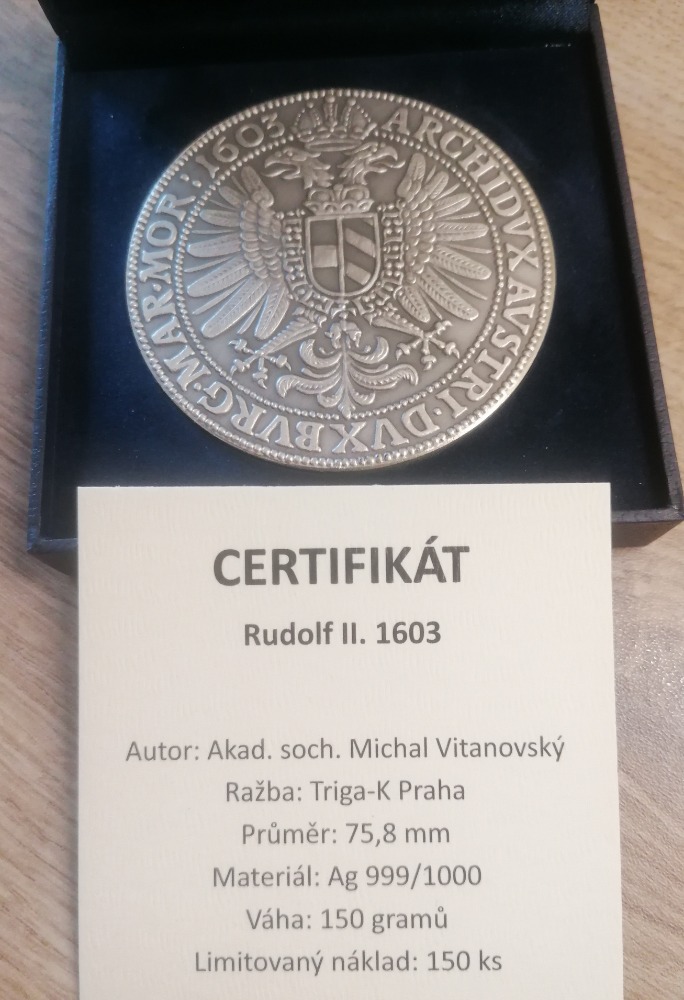 ARCHIDVX·AVSTRI·DVX·BVRG·MAR·MOR:1603
CERTIFIKÁT
Rudolf II. 1603
Autor: Akad. soch. Michal Vitanovský
Ražba: Triga-K Praha
Průměr: 75,8 mm
Materiál: Ag 999/1000
Váha: 150 gramů
Limitovaný náklad: 150 ks